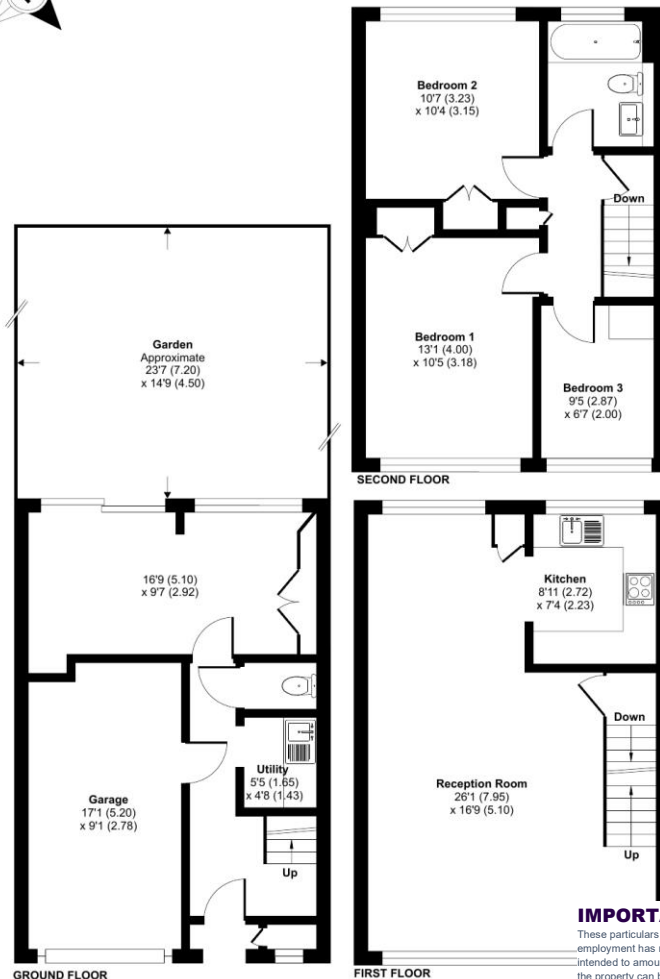 Bedroom 2
10'7 (3.23)
x 10'4 (3.15)
Down
Bedroom 1
13'1 (4.00)
x 10'5 (3.18)
Bedroom 3
9'5 (2.87)
x 6'7 (2.00)
SECOND FLOOR
Garden
Approximate
23'7 (7.20)
x 14'9 (4.50)
16'9 (5.10)
x 9'7 (2.92)
Garage
17'1 (5.20)
x 9'1 (2.78)
Utility
5'5 (1.65)
x 4'8 (1.43)
Up
GROUND FLOOR
Kitchen
8'11 (2.72)
x 7'4 (2.23)
Down
Reception Room
26'1 (7.95)
x 16'9 (5.10)
Up
FIRST FLOOR
IMPORTA
These particulars
employment has
intended to amou
the property can b